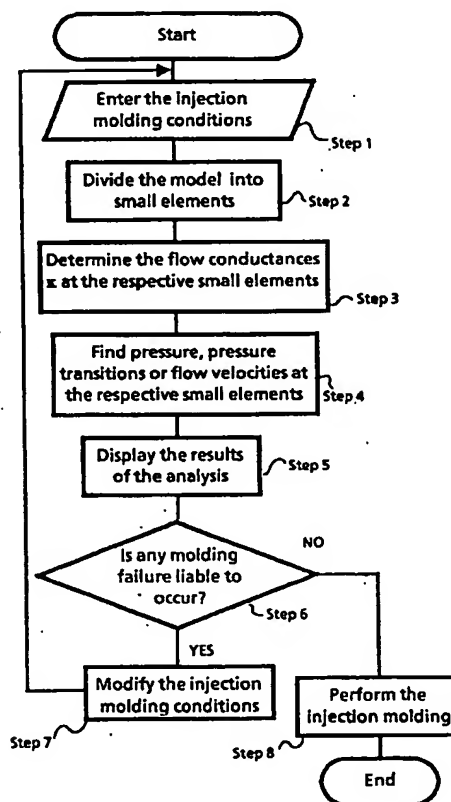 Start
Enter the injection
molding conditions
Step 1
Divide the model into
small elements
Step 2
Determine the flow conductances
κ at the respective small elements
Step 3
Find pressure, pressure
transitions or flow velocities at
the respective small elements
Step 4
Display the results
of the analysis
Step 5
Is any molding
failure liable to
occur?
Step 6
NO
YES
Modify the injection
molding conditions
Step 7
Perform the
injection molding
Step 8
End